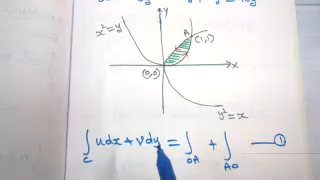 y
x²=y
A
(1,1)
(0,0)
x
y²=x
∫ udx+vdy = ∫ + ∫ —①
C OA AO